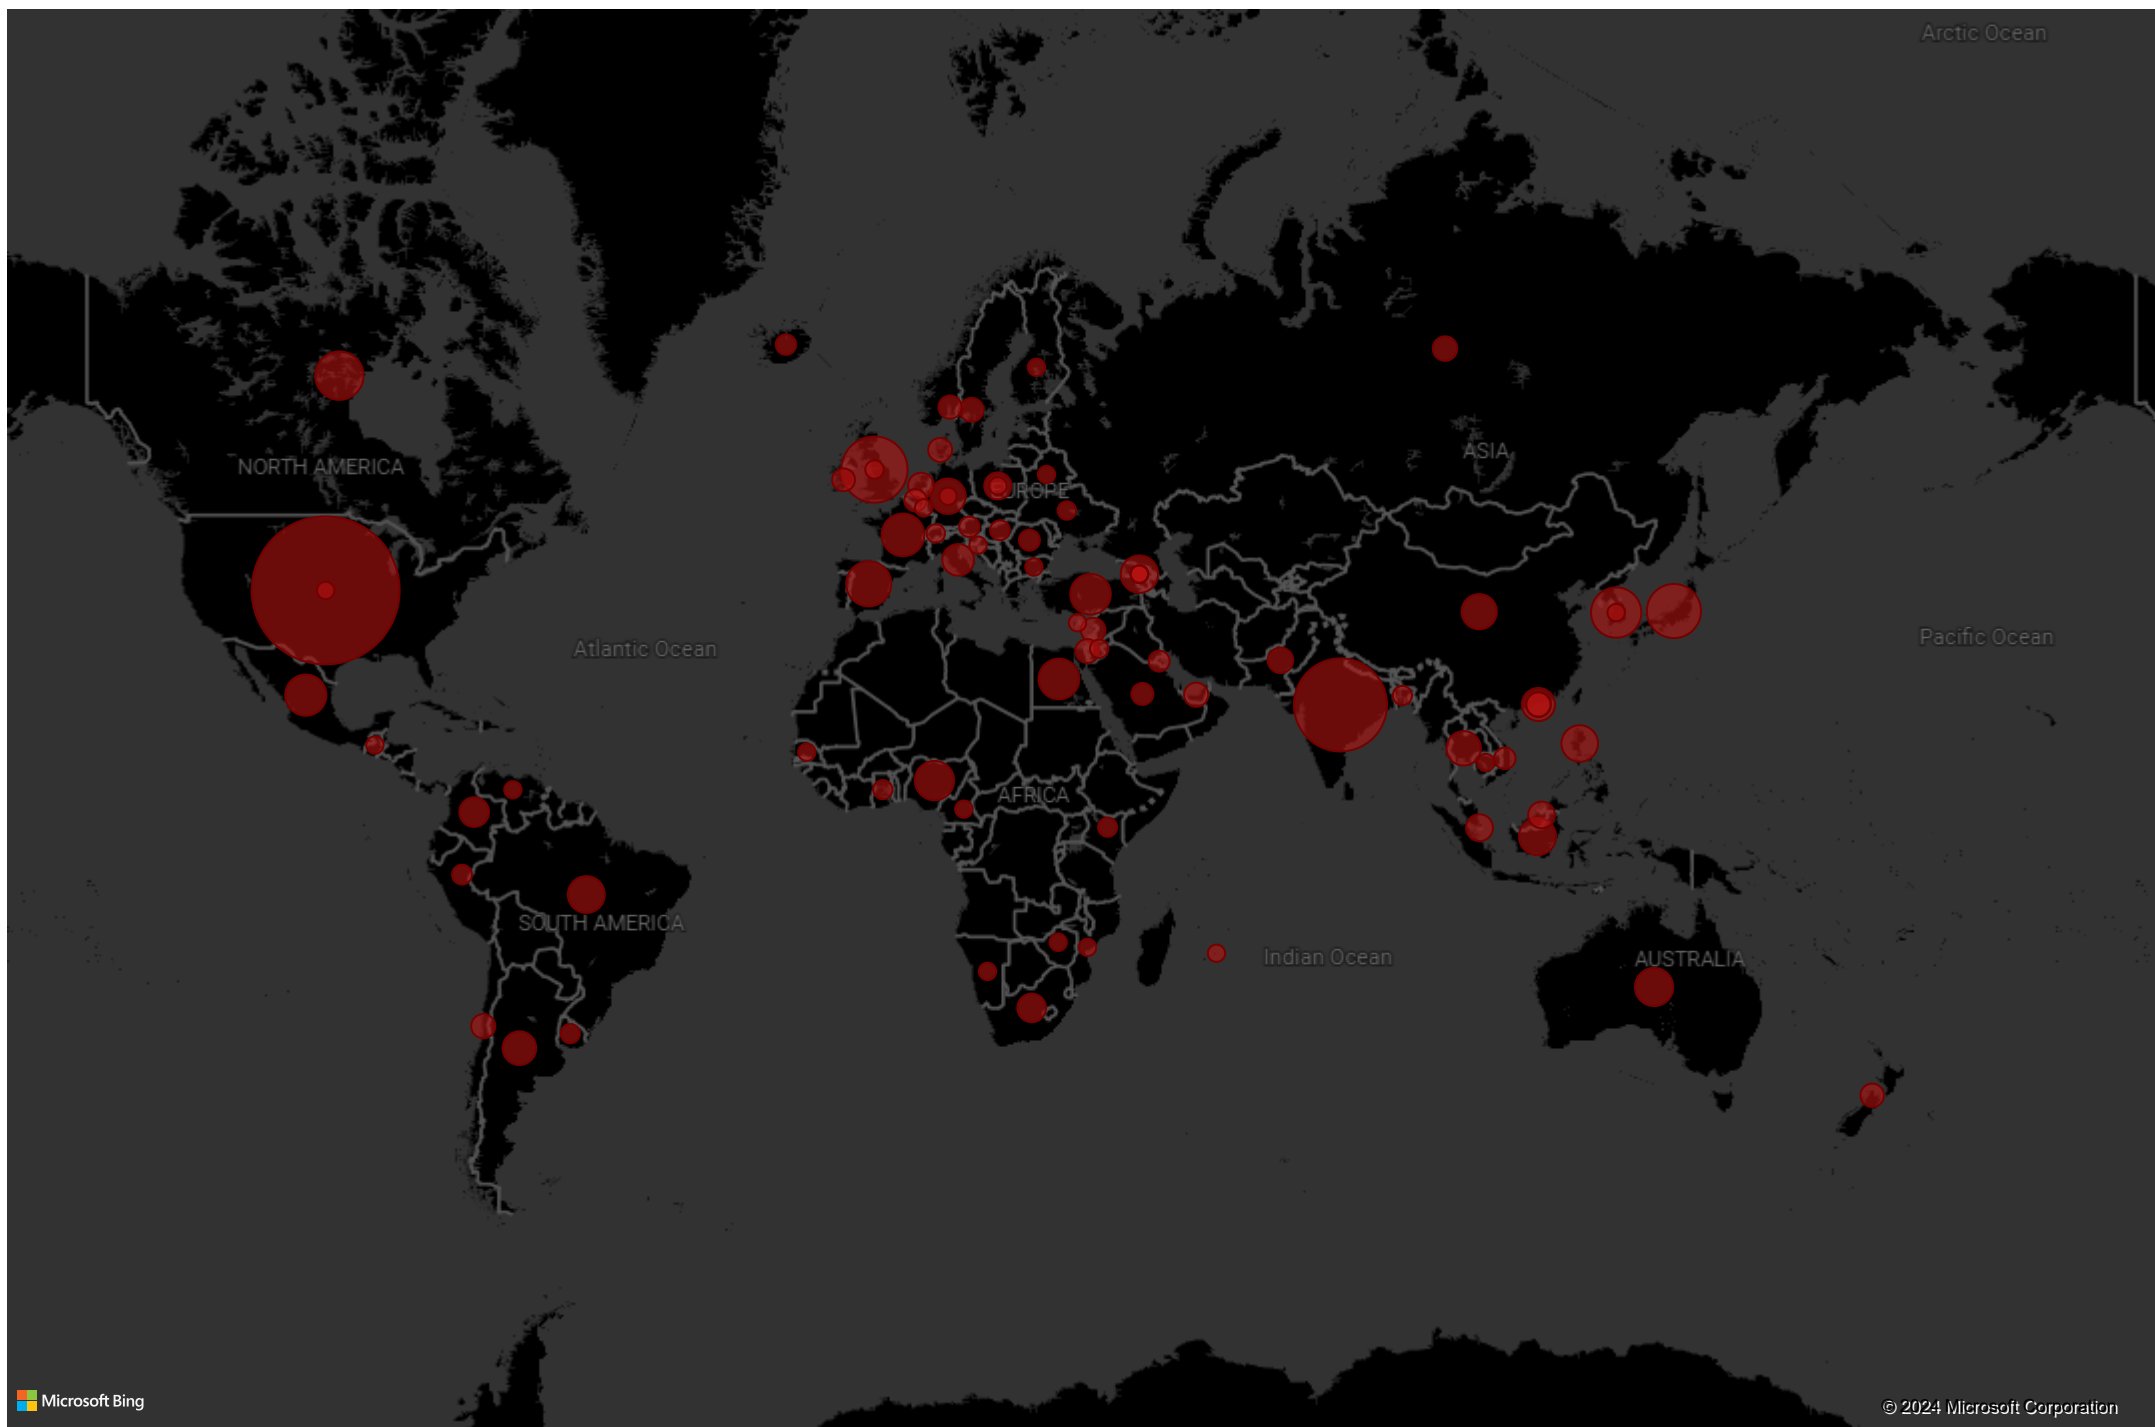 Arctic Ocean
NORTH AMERICA
ASIA
EUROPE
Atlantic Ocean
Pacific Ocean
AFRICA
SOUTH AMERICA
Indian Ocean
AUSTRALIA
Microsoft Bing
© 2024 Microsoft Corporation